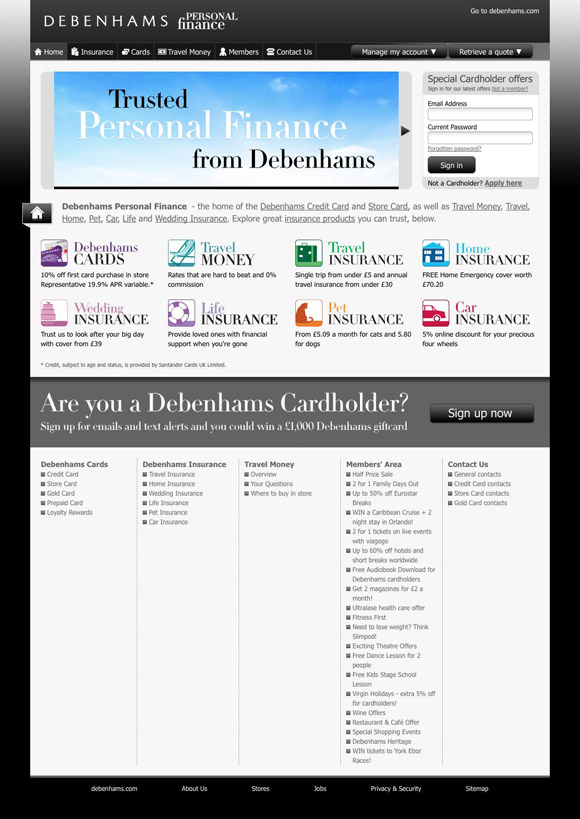 Go to debenhams.com
DEBENHAMS PERSONAL finance
Home Insurance Cards Travel Money Members Contact Us Manage my account ▼ Retrieve a quote ▼
Trusted
Personal Finance
from Debenhams
Special Cardholder offers
Sign in for our latest offers Not a member?
Email Address
Current Password
Forgotten password?
Sign in
Not a Cardholder? Apply here
Debenhams Personal Finance - the home of the Debenhams Credit Card and Store Card, as well as Travel Money, Travel,
Home, Pet, Car, Life and Wedding Insurance. Explore great insurance products you can trust, below.
Debenhams
CARDS
10% off first card purchase in store
Representative 19.9% APR variable.*
Travel
MONEY
Rates that are hard to beat and 0%
commission
Travel
INSURANCE
Single trip from under £5 and annual
travel insurance from under £30
Home
INSURANCE
FREE Home Emergency cover worth
£70.20
Wedding
INSURANCE
Trust us to look after your big
day with cover from £39
Life
INSURANCE
Provide loved ones with financial
support when you're gone
Pet
INSURANCE
From £5.09 a month for cats and 5.80
for dogs
Car
INSURANCE
5% online discount for your precious
four wheels
* Credit, subject to age and status, is provided by Santander Cards UK Limited.
Are you a Debenhams Cardholder?
Sign up for emails and text alerts and you could win a £1,000 Debenhams giftcard
Sign up now
Debenhams Cards
Credit Card
Store Card
Gold Card
Prepaid Card
Loyalty Rewards
Debenhams Insurance
Travel Insurance
Home Insurance
Wedding Insurance
Life Insurance
Pet Insurance
Car Insurance
Travel Money
Overview
Your Questions
Where to buy in store
Members' Area
Half Price Sale
2 for 1 Family Days Out
Up to 50% off Eurostar
Breaks
WIN a Caribbean Cruise + 2
night stay in Orlando!
2 for 1 tickets on live events
with viagogo
Up to 60% off hotels and
short breaks worldwide
Free Audiobook Download for
Debenhams cardholders
Get 2 magazines for £2 a
month!
Ultralase health care offer
Fitness First
Need to lose weight? Think
Slimpod!
Exciting Theatre Offers
Free Dance Lesson for 2
people
Free Kids Stage School
Lesson
Virgin Holidays - extra 5% off
for cardholders!
Wine Offers
Restaurant & Café Offer
Special Shopping Events
Debenhams Heritage
WIN tickets to York Ebor
Races!
Contact Us
General contacts
Credit Card contacts
Store Card contacts
Gold Card contacts
debenhams.com About Us Stores Jobs Privacy & Security Sitemap